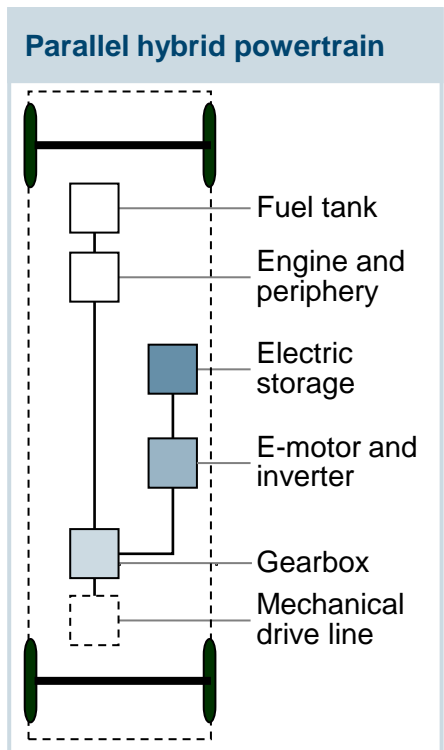 Parallel hybrid powertrain
Fuel tank
Engine and
periphery
Electric
storage
E-motor and
inverter
Gearbox
Mechanical
drive line